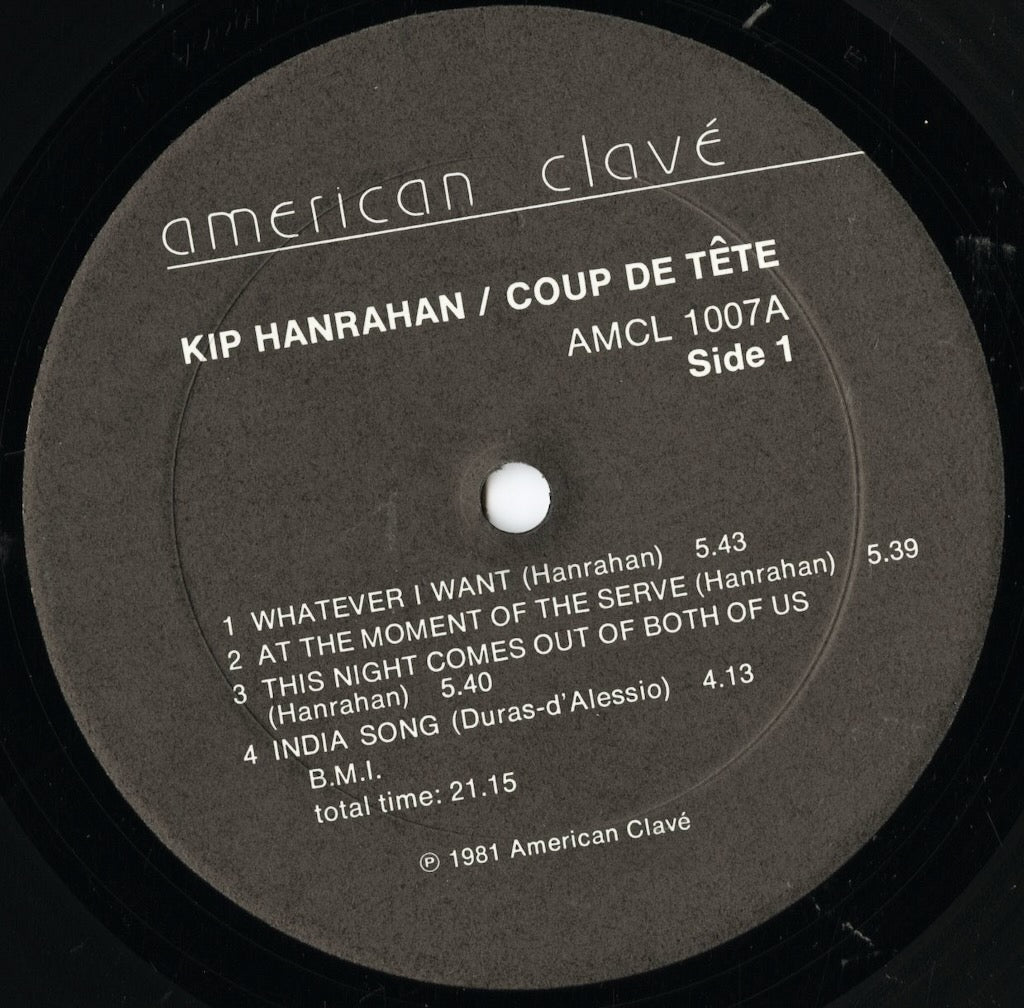 american clavé
KIP HANRAHAN / COUP DE TÊTE
AMCL 1007A
Side 1
1 WHATEVER I WANT (Hanrahan) 5.43
2 AT THE MOMENT OF THE SERVE (Hanrahan) 5.39
3 THIS NIGHT COMES OUT OF BOTH OF US
(Hanrahan) 5.40
4 INDIA SONG (Duras-d'Alessio) 4.13
B.M.I.
total time: 21.15
℗ 1981 American Clavé